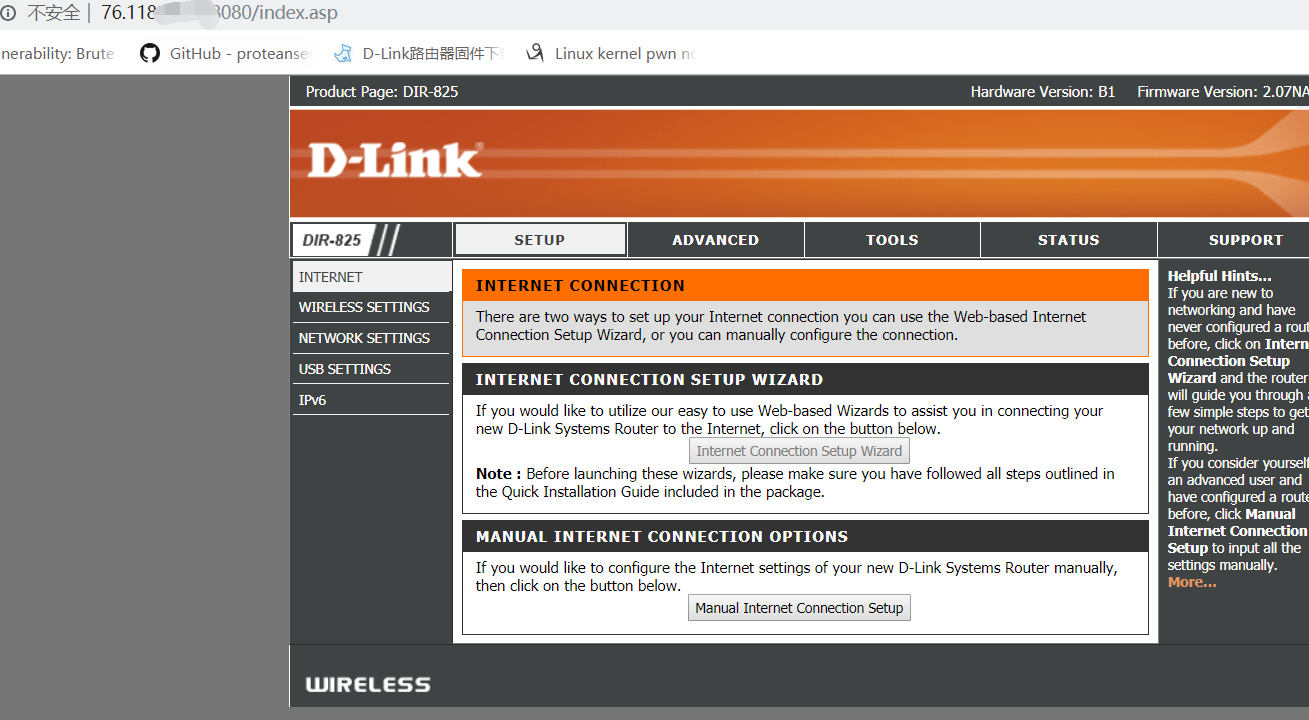 不安全 | 76.118 3080/index.asp
nerability: Brute GitHub - proteanse D-Link路由器固件下 Linux kernel pwn no
Product Page: DIR-825 Hardware Version: B1 Firmware Version: 2.07NA
D-Link
DIR-825 SETUP ADVANCED TOOLS STATUS SUPPORT
INTERNET
WIRELESS SETTINGS
NETWORK SETTINGS
USB SETTINGS
IPv6
INTERNET CONNECTION
There are two ways to set up your Internet connection you can use the Web-based Internet
Connection Setup Wizard, or you can manually configure the connection.
INTERNET CONNECTION SETUP WIZARD
If you would like to utilize our easy to use Web-based Wizards to assist you in connecting your
new D-Link Systems Router to the Internet, click on the button below.
Internet Connection Setup Wizard
Note : Before launching these wizards, please make sure you have followed all steps outlined in
the Quick Installation Guide included in the package.
MANUAL INTERNET CONNECTION OPTIONS
If you would like to configure the Internet settings of your new D-Link Systems Router manually,
then click on the button below.
Manual Internet Connection Setup
Helpful Hints...
If you are new to
networking and have
never configured a rout
before, click on Intern
Connection Setup
Wizard and the router
will guide you through a
few simple steps to get
your network up and
running.
If you consider yourself
an advanced user and
have configured a route
before, click Manual
Internet Connection
Setup to input all the
settings manually.
More...
WIRELESS